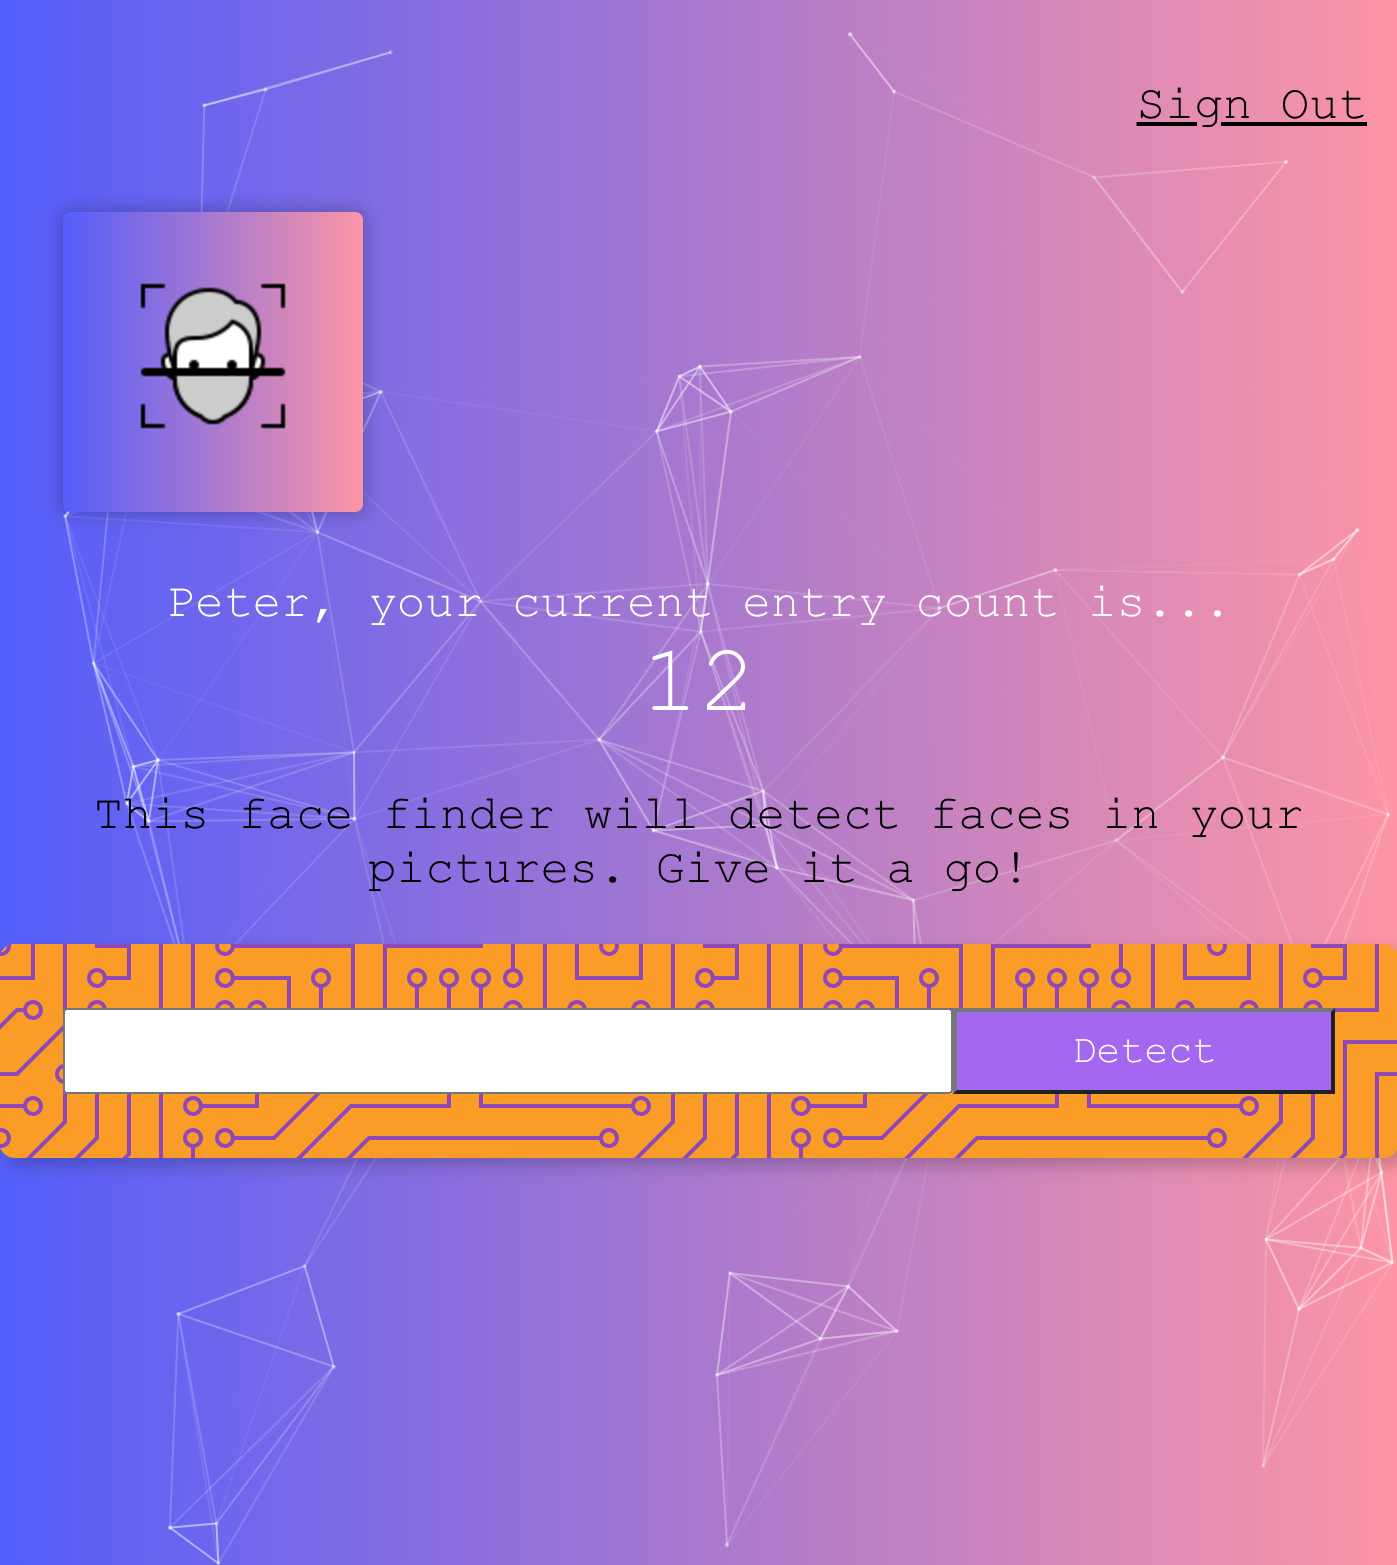 Sign Out
Peter, your current entry count is...
12
This face finder will detect faces in your
pictures. Give it a go!
Detect